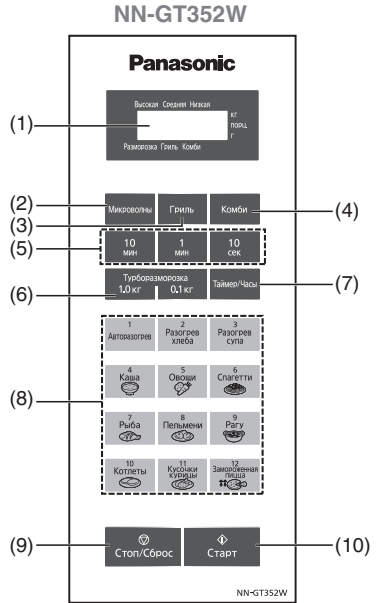 NN-GT352W
Panasonic
Высокая Средняя Низкая
кг
порц
г
Разморозка Гриль Комби
(1)
(2)
(3)
(4)
Микроволны Гриль Комби
(5)
10 мин
1 мин
10 сек
(6)
Турборазморозка
1.0 кг 0.1 кг
Таймер/Часы
(7)
(8)
1
Авторазогрев
2
Разогрев
хлеба
3
Разогрев
супа
4
Каша
5
Овощи
6
Спагетти
7
Рыба
8
Пельмени
9
Рагу
10
Котлеты
11
Кусочки
курицы
12
Замороженная
пицца
(9)
Стоп/Сброс
Старт
(10)
NN-GT352W